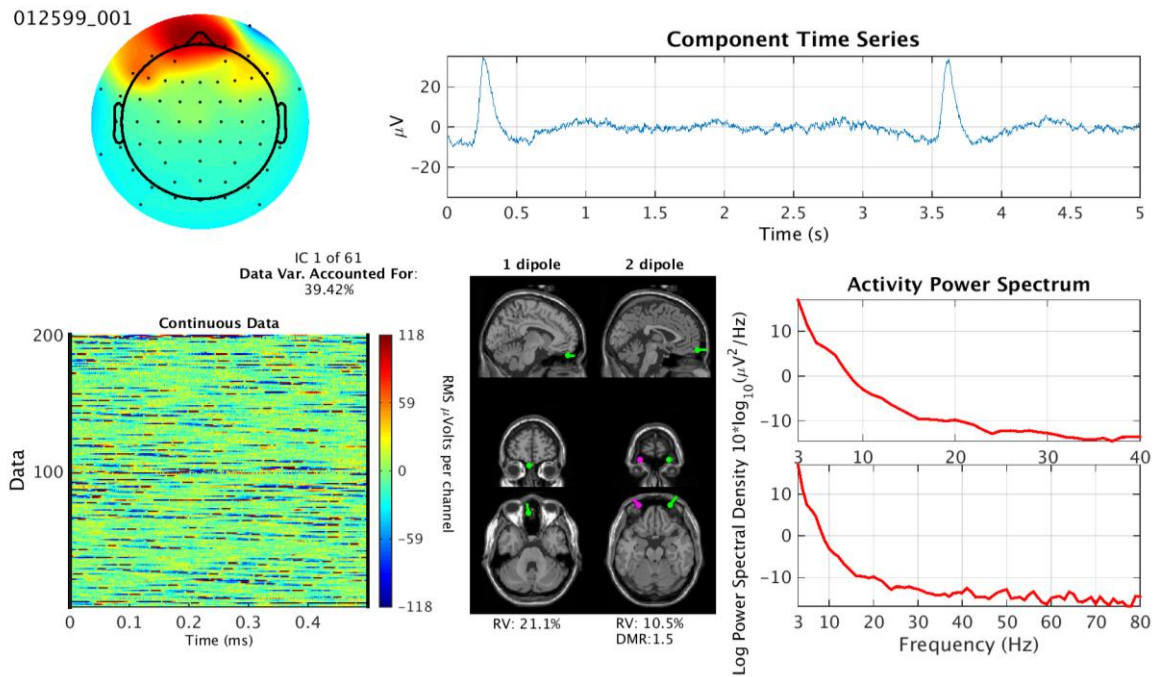 012599_001
Component Time Series
μV
20
0
-20
0 0.5 1 1.5 2 2.5 3 3.5 4 4.5 5
Time (s)
IC 1 of 61
Data Var. Accounted For:
39.42%
Continuous Data
Data
200
100
0 0.1 0.2 0.3 0.4
Time (ms)
118
59
0
-59
-118
RMS μVolts per channel
1 dipole 2 dipole
RV: 21.1% RV: 10.5%
DMR:1.5
Activity Power Spectrum
Log Power Spectral Density 10*log10(μV2/Hz)
10
0
-10
3 10 20 30 40
10
0
-10
3 10 20 30 40 50 60 70 80
Frequency (Hz)